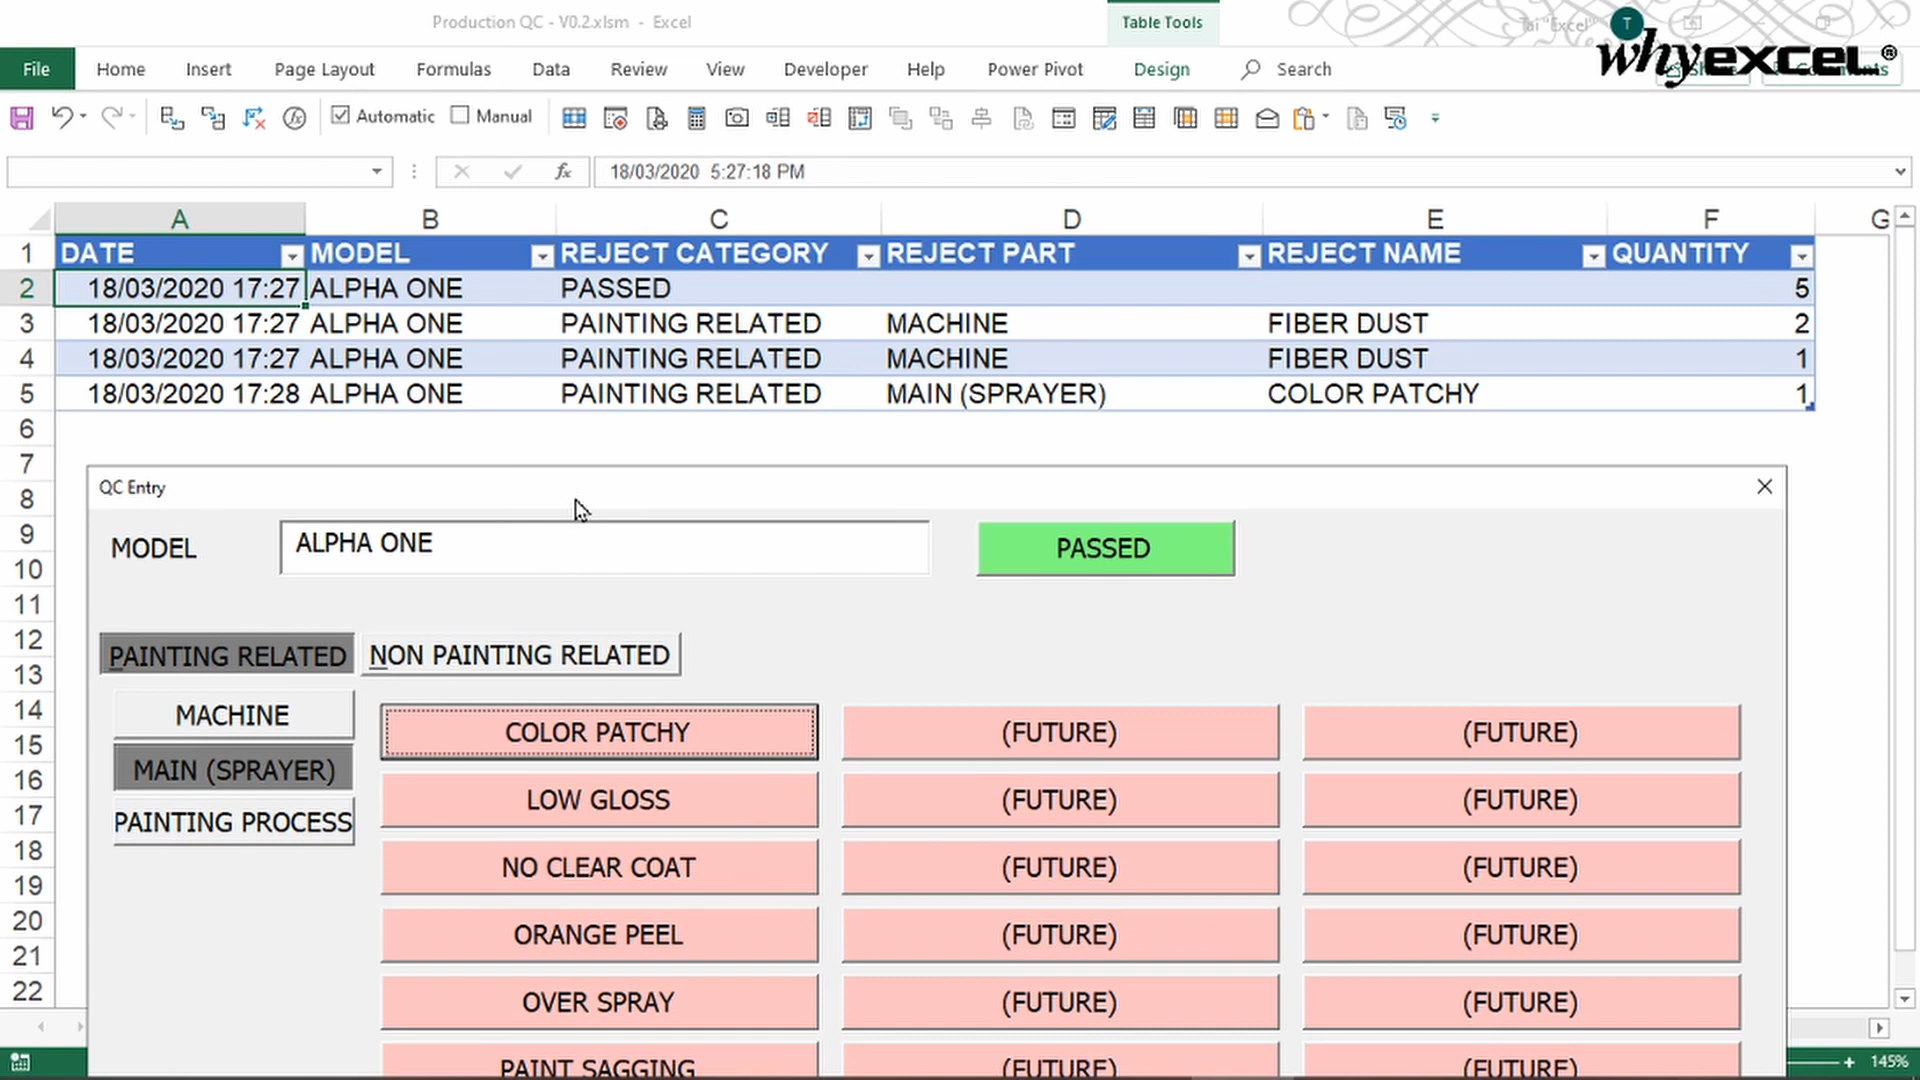 Production QC - V0.2.xlsm - Excel
Table Tools
Tai "Excel"
T
whyEXCEL®
File Home Insert Page Layout Formulas Data Review View Developer Help Power Pivot Design Search
Automatic Manual
fx 18/03/2020 5:27:18 PM
A B C D E F G
1 DATE MODEL REJECT CATEGORY REJECT PART REJECT NAME QUANTITY
2 18/03/2020 17:27 ALPHA ONE PASSED 5
3 18/03/2020 17:27 ALPHA ONE PAINTING RELATED MACHINE FIBER DUST 2
4 18/03/2020 17:27 ALPHA ONE PAINTING RELATED MACHINE FIBER DUST 1
5 18/03/2020 17:28 ALPHA ONE PAINTING RELATED MAIN (SPRAYER) COLOR PATCHY 1
6
7
8
9
10
11
12
13
14
15
16
17
18
19
20
21
22
QC Entry
MODEL ALPHA ONE PASSED
PAINTING RELATED NON PAINTING RELATED
MACHINE
MAIN (SPRAYER)
PAINTING PROCESS
COLOR PATCHY (FUTURE) (FUTURE)
LOW GLOSS (FUTURE) (FUTURE)
NO CLEAR COAT (FUTURE) (FUTURE)
ORANGE PEEL (FUTURE) (FUTURE)
OVER SPRAY (FUTURE) (FUTURE)
PAINT SAGGING (FUTURE) (FUTURE)
145%